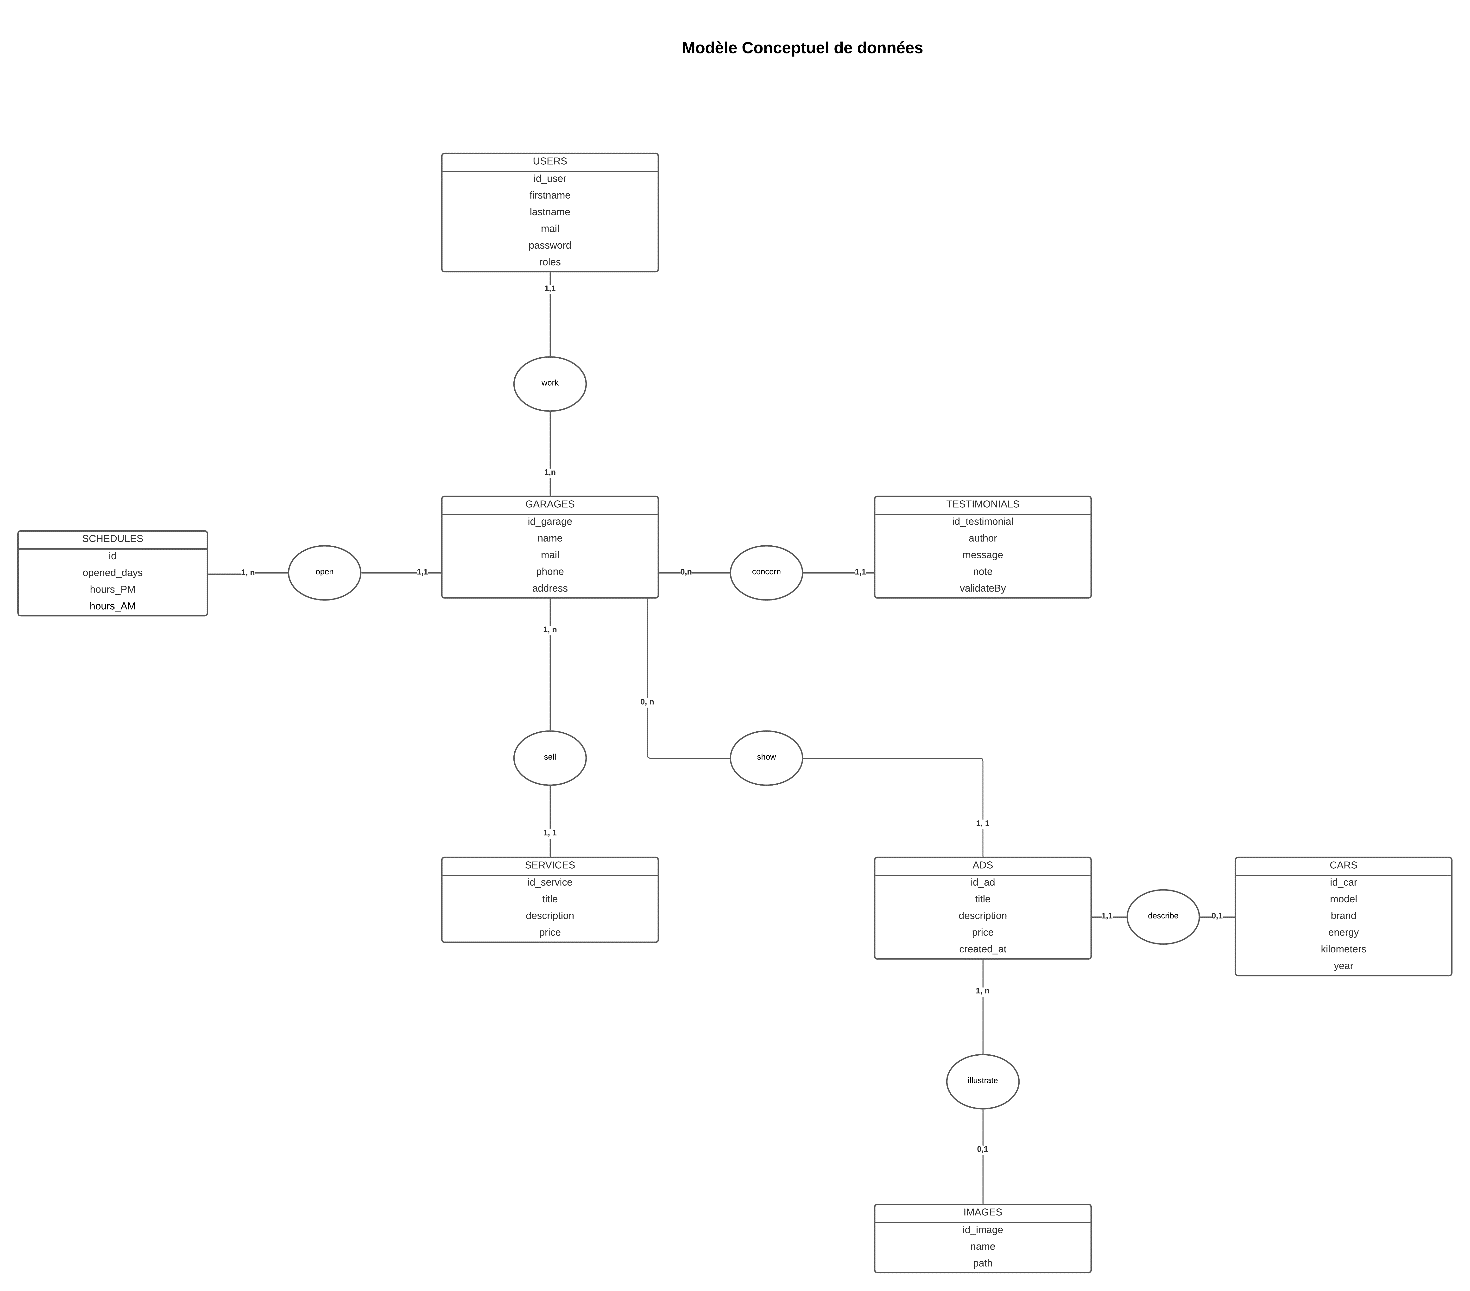 Modèle Conceptuel de données
USERS
id_user
firstname
lastname
mail
password
roles
1,1
work
1,n
GARAGES
id_garage
name
mail
phone
address
TESTIMONIALS
id_testimonial
author
message
note
validateBy
SCHEDULES
id
opened_days
hours_PM
hours_AM
1, n
open
1,1
0,n
concern
1,1
1, n
0, n
sell
show
1, 1
1, 1
SERVICES
id_service
title
description
price
ADS
id_ad
title
description
price
created_at
1,1
describe
0,1
CARS
id_car
model
brand
energy
kilometers
year
1, n
illustrate
0,1
IMAGES
id_image
name
path